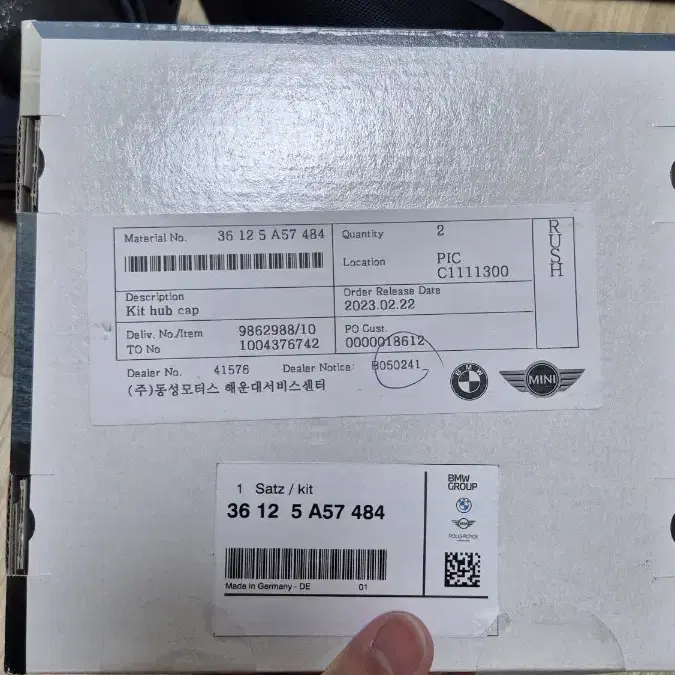 Material No. 36 12 5 A57 484
Quantity 2
RUSH
Location PIC
C1111300
Description
Kit hub cap
Order Release Date
2023.02.22
Deliv. No./Item 9862988/10
TO No 1004376742
PO Cust.
0000018612
Dealer No. 41576 Dealer Notice: B050241
(주)동성모터스 해운대서비스센터
BMW
MINI
1 Satz / kit
36 12 5 A57 484
Made in Germany - DE 01
BMW
GROUP
ROLLS-ROYCE